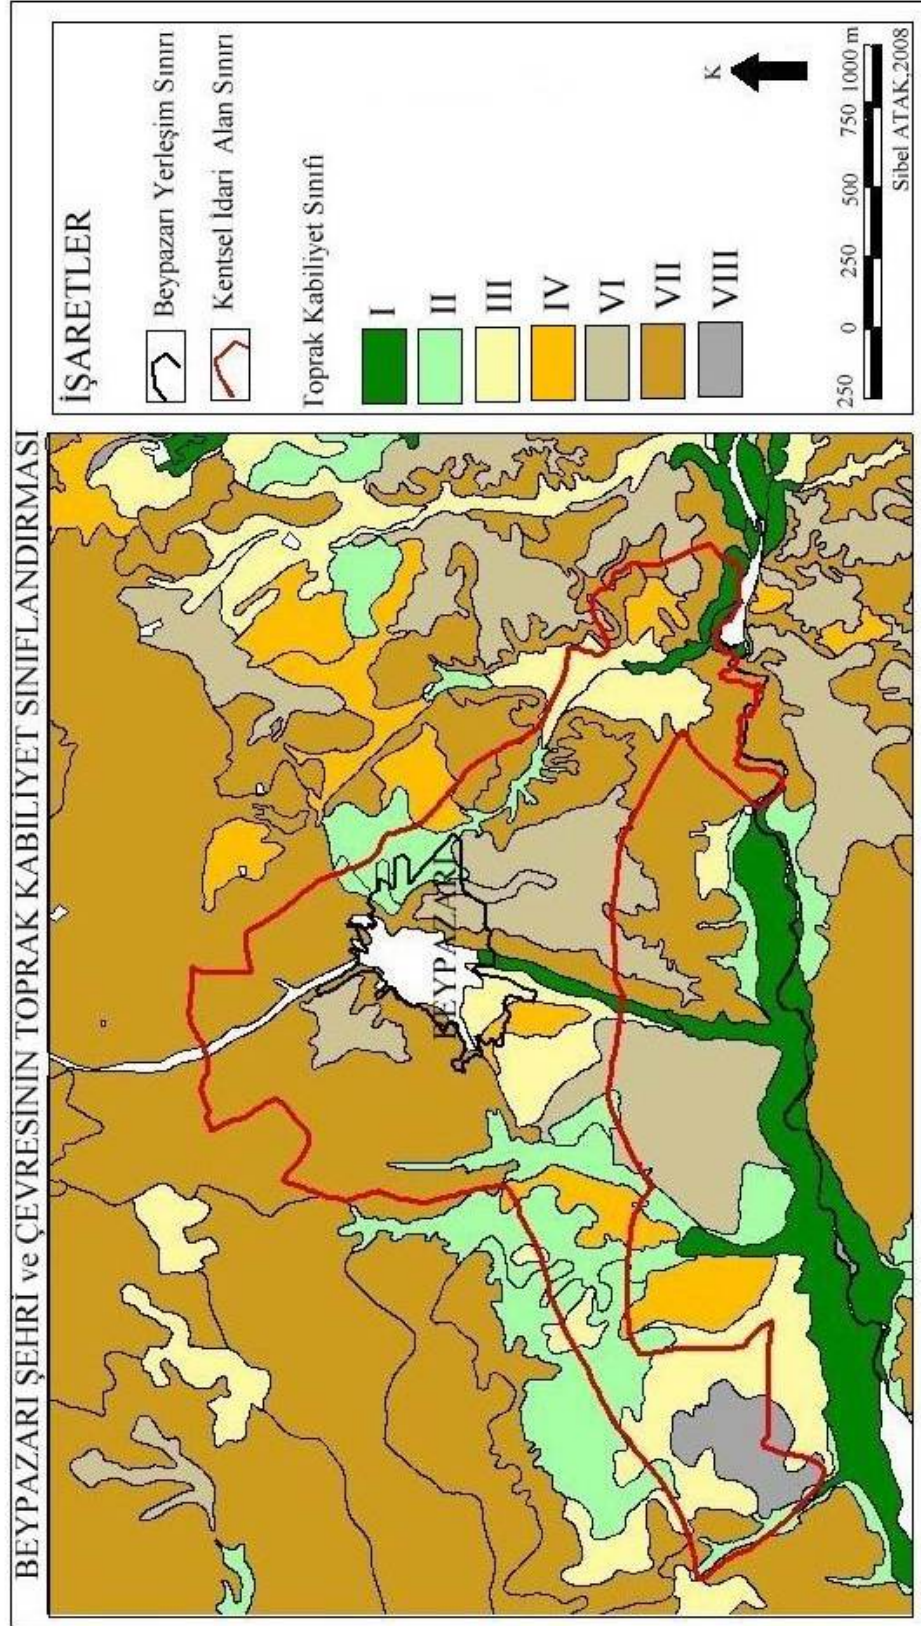 BEYPAZARI ŞEHRİ ve ÇEVRESİNİN TOPRAK KABİLİYET SINIFLANDIRMASI
BEYPAZARI
İŞARETLER
Beypazarı Yerleşim Sınırı
Kentsel İdari Alan Sınırı
Toprak Kabiliyet Sınıfı
I
II
III
IV
VI
VII
VIII
K
250 0 250 500 750 1000 m
Sibel ATAK,2008